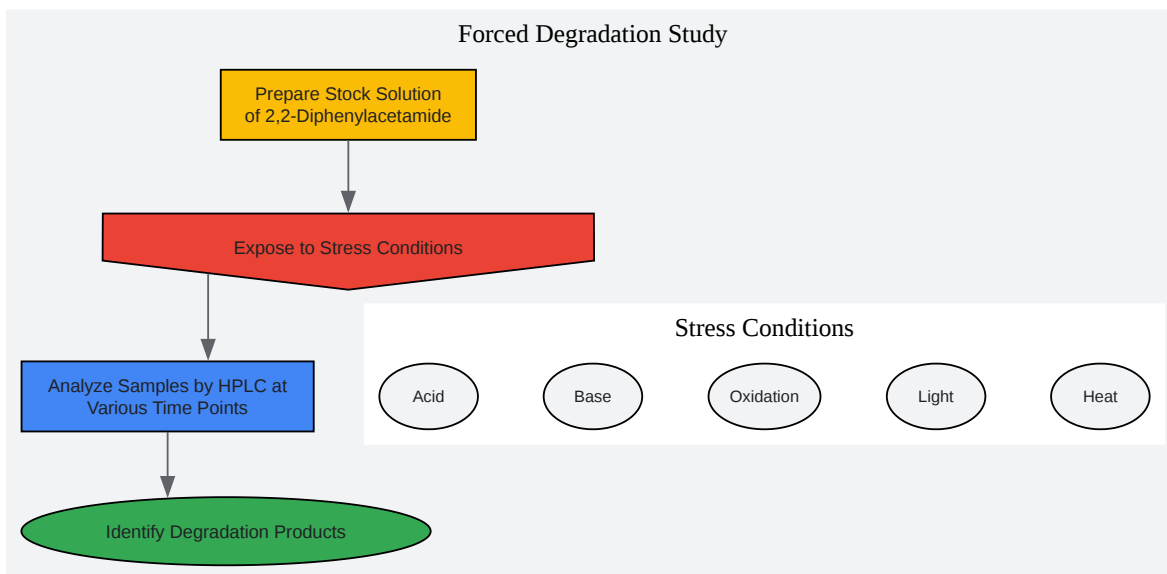 Forced Degradation Study
Prepare Stock Solution
of 2,2-Diphenylacetamide
Expose to Stress Conditions
Stress Conditions
Analyze Samples by HPLC at
Various Time Points
Acid
Base
Oxidation
Light
Heat
Identify Degradation Products